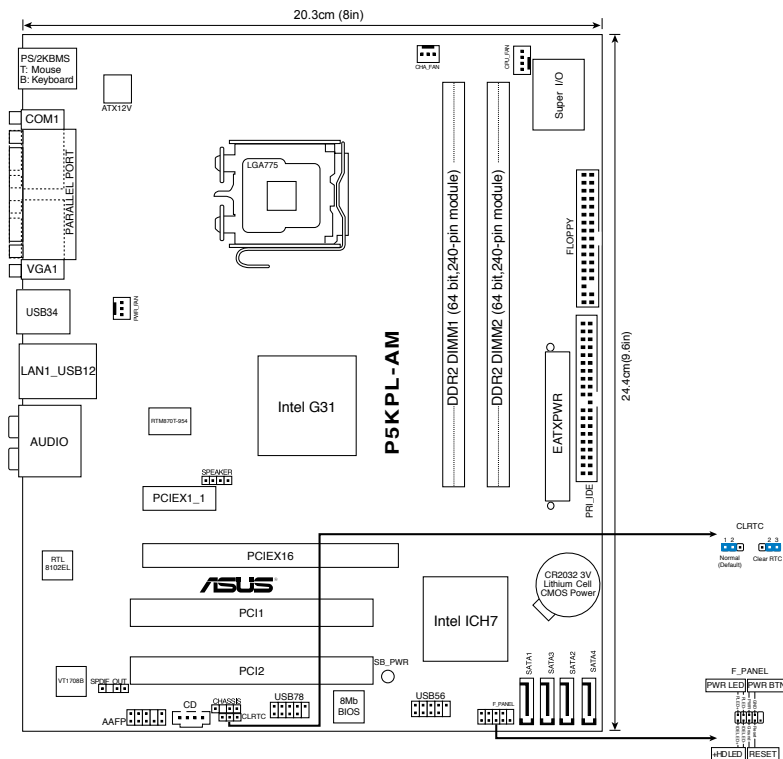 20.3cm (8in)
PS/2KBMS
T: Mouse
B: Keyboard
CHA_FAN
CPU_FAN
Super I/O
ATX12V
COM1
PARALLEL PORT
LGA775
DDR2 DIMM1 (64 bit,240-pin module)
DDR2 DIMM2 (64 bit,240-pin module)
FLOPPY
VGA1
USB34
PWR_FAN
24.4cm(9.6in)
LAN1_USB12
Intel G31
P5KPL-AM
EATXPWR
PRI_IDE
AUDIO
RTM870T-954
SPEAKER
PCIEX1_1
CLRTC
1 2
2 3
Normal
(Default)
Clear RTC
RTL
8102EL
PCIEX16
ASUS
CR2032 3V
Lithium Cell
CMOS Power
PCI1
Intel ICH7
PCI2
SB_PWR
SATA1
SATA3
SATA2
SATA4
VT1708B
SPDIF_OUT
AAFP
CD
CHASSIS
CLRTC
USB78
8Mb
BIOS
USB56
F_PANEL
F_PANEL
PWR LED
PWR BTN
+HDLED
RESET